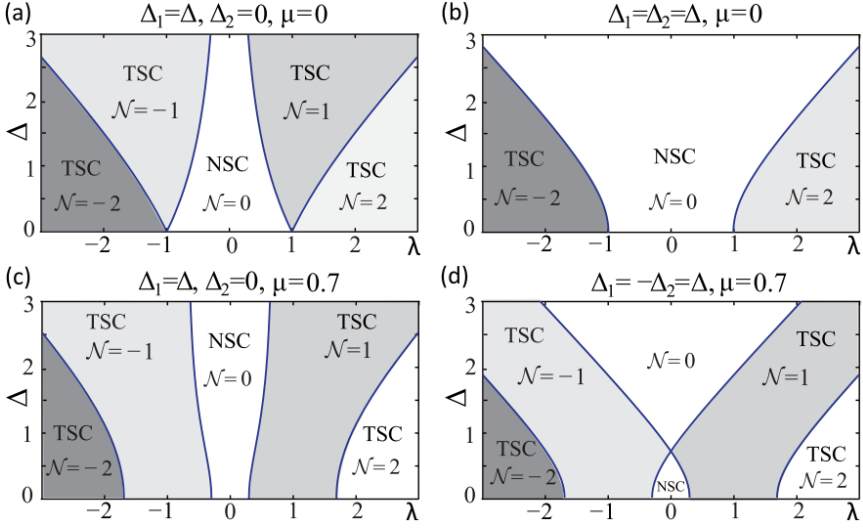 (a) Δ₁=Δ, Δ₂=0, μ=0
3
2
1
0
Δ
TSC
𝒩=−1
TSC
𝒩=1
TSC
𝒩=−2
NSC
𝒩=0
TSC
𝒩=2
−2 −1 0 1 2 λ
(b) Δ₁=Δ₂=Δ, μ=0
3
2
1
0
Δ
TSC
𝒩=−2
NSC
𝒩=0
TSC
𝒩=2
−2 −1 0 1 2 λ
(c) Δ₁=Δ, Δ₂=0, μ=0.7
3
2
1
0
Δ
TSC
𝒩=−1
NSC
𝒩=0
TSC
𝒩=1
TSC
𝒩=−2
TSC
𝒩=2
−2 −1 0 1 2 λ
(d) Δ₁=−Δ₂=Δ, μ=0.7
3
2
1
0
Δ
TSC
𝒩=−1
𝒩=0
TSC
𝒩=1
TSC
𝒩=−2
NSC
TSC
𝒩=2
−2 −1 0 1 2 λ